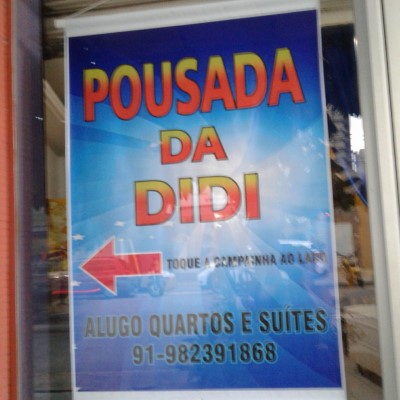 POUSADA
DA
DIDI
TOQUE A CAMPAINHA AO LADO
ALUGO QUARTOS E SUÍTES
91-982391868